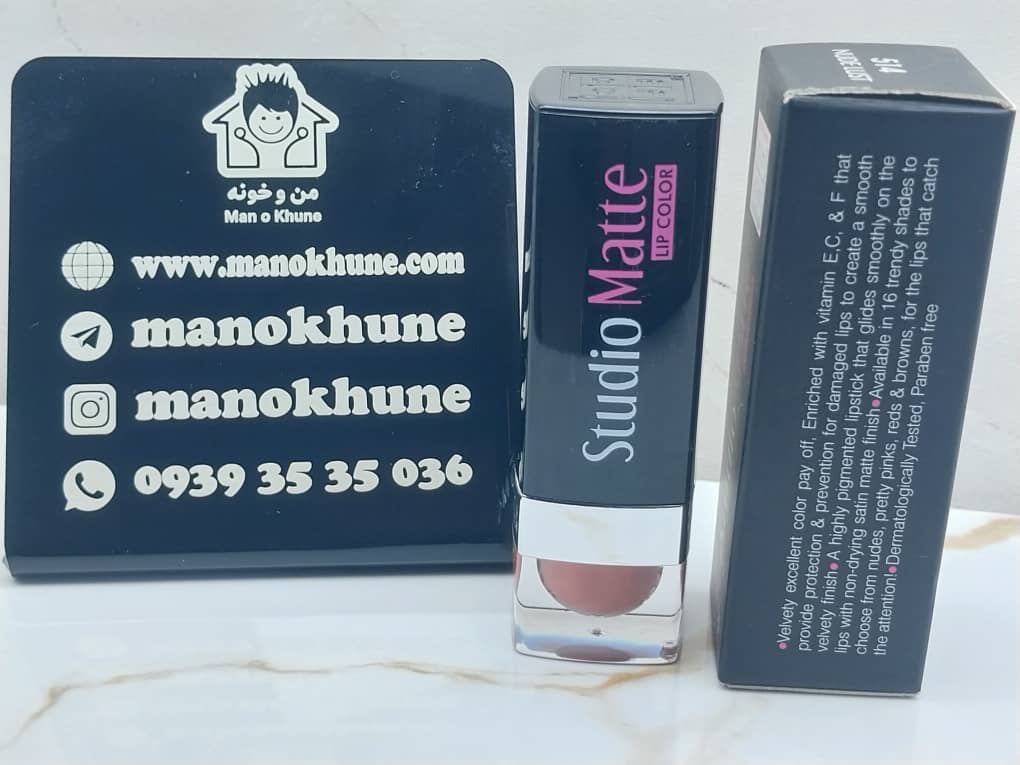 من و خونه
Man o Khune
www.manokhune.com
manokhune
manokhune
0939 35 35 036
Studio Matte
LIP COLOR
514
NUDE LUST
•Velvety excellent color pay off, Enriched with vitamin E,C, & F that
provide protection & prevention for damaged lips to create a smooth
velvety finish• A highly pigmented lipstick that glides smoothly on the
lips with non-drying satin matte finish•Available in 16 trendy shades to
choose from nudes, pretty pinks, reds & browns, for the lips that catch
the attention!•Dermatologically Tested, Paraben free